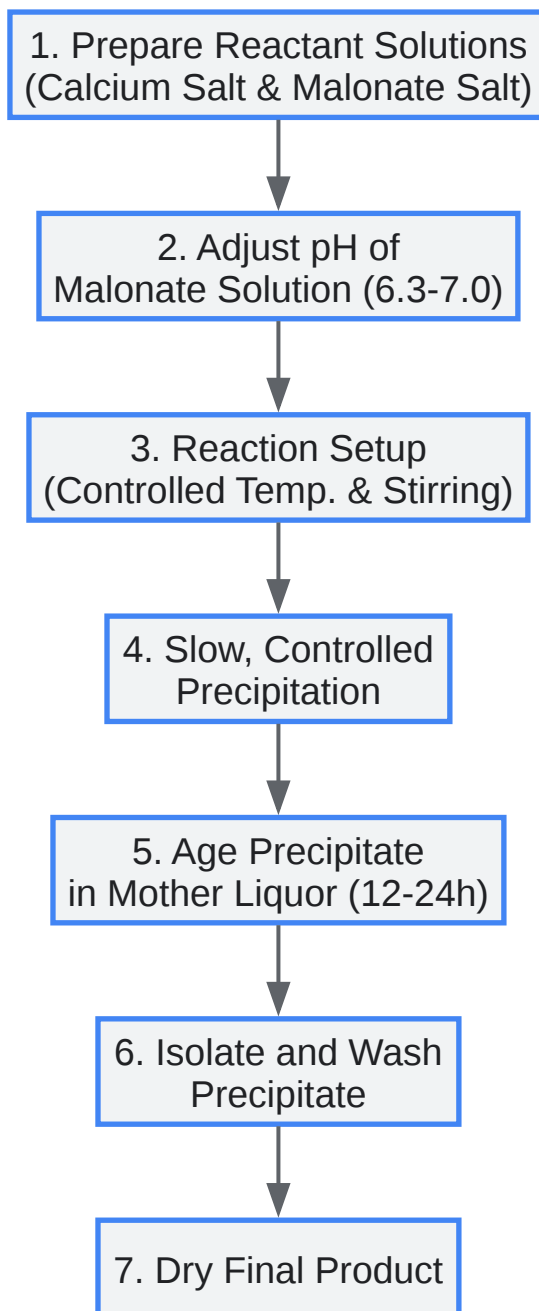 1. Prepare Reactant Solutions
(Calcium Salt & Malonate Salt)
2. Adjust pH of
Malonate Solution (6.3-7.0)
3. Reaction Setup
(Controlled Temp. & Stirring)
4. Slow, Controlled
Precipitation
5. Age Precipitate
in Mother Liquor (12-24h)
6. Isolate and Wash
Precipitate
7. Dry Final Product